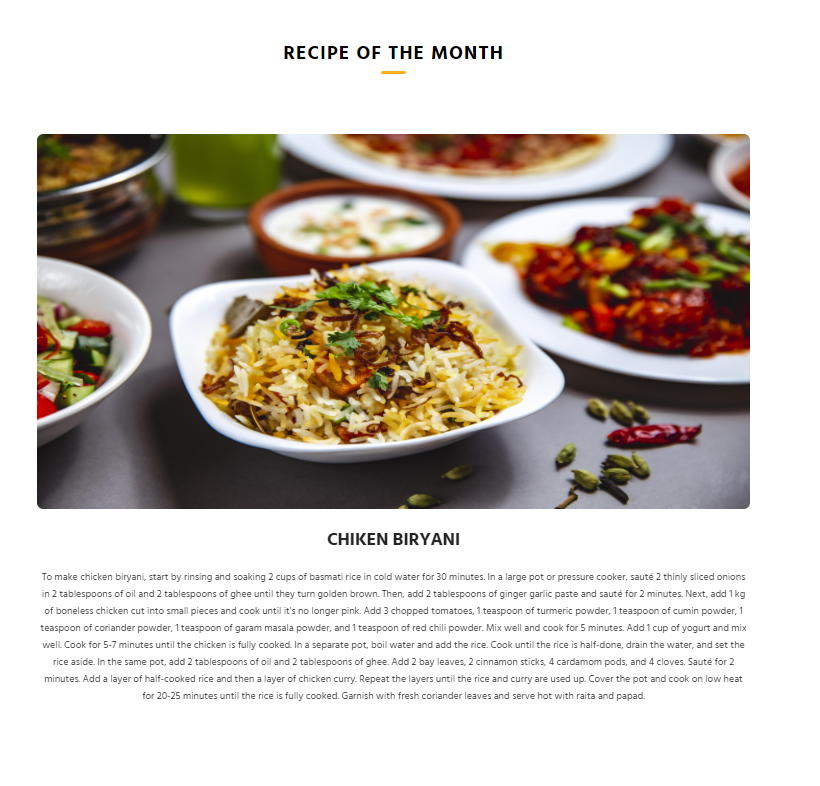 RECIPE OF THE MONTH
CHIKEN BIRYANI
To make chicken biryani, start by rinsing and soaking 2 cups of basmati rice in cold water for 30 minutes. In a large pot or pressure cooker, sauté 2 thinly sliced onions
in 2 tablespoons of oil and 2 tablespoons of ghee until they turn golden brown. Then, add 2 tablespoons of ginger garlic paste and sauté for 2 minutes. Next, add 1 kg
of boneless chicken cut into small pieces and cook until it's no longer pink. Add 3 chopped tomatoes, 1 teaspoon of turmeric powder, 1 teaspoon of cumin powder, 1
teaspoon of coriander powder, 1 teaspoon of garam masala powder, and 1 teaspoon of red chili powder. Mix well and cook for 5 minutes. Add 1 cup of yogurt and mix
well. Cook for 5-7 minutes until the chicken is fully cooked. In a separate pot, boil water and add the rice. Cook until the rice is half-done, drain the water, and set the
rice aside. In the same pot, add 2 tablespoons of oil and 2 tablespoons of ghee. Add 2 bay leaves, 2 cinnamon sticks, 4 cardamom pods, and 4 cloves. Sauté for 2
minutes. Add a layer of half-cooked rice and then a layer of chicken curry. Repeat the layers until the rice and curry are used up. Cover the pot and cook on low heat
for 20-25 minutes until the rice is fully cooked. Garnish with fresh coriander leaves and serve hot with raita and papad.